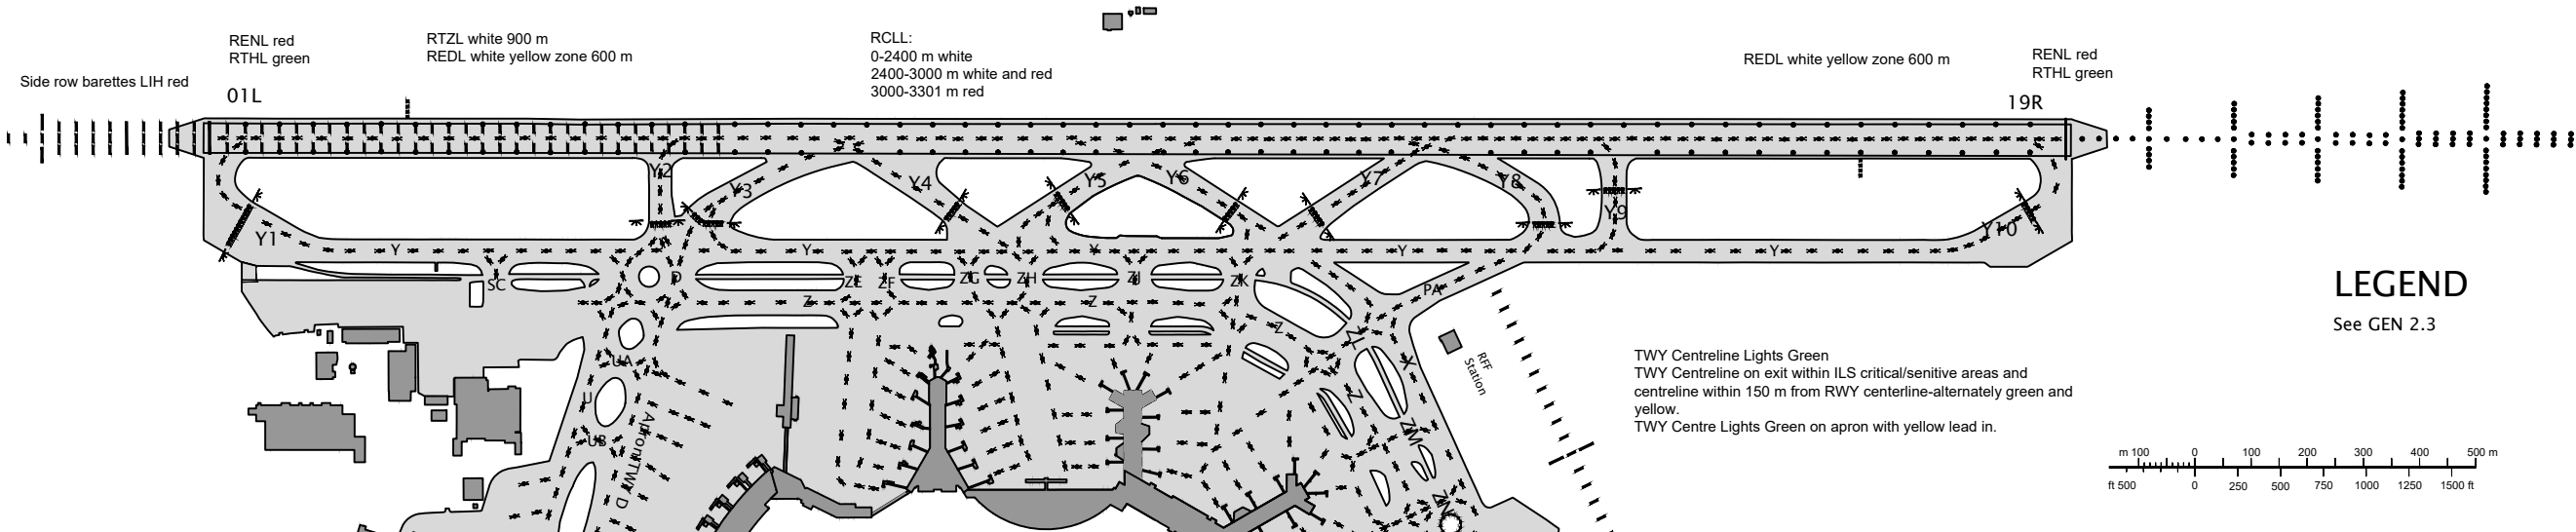 RENL red
RTHL green
RTZL white 900 m
REDL white yellow zone 600 m
RCLL:
0-2400 m white
2400-3000 m white and red
3000-3301 m red
REDL white yellow zone 600 m
RENL red
RTHL green
Side row barettes LIH red
01L
19R
Y2
Y3
Y4
Y5
Y6
Y7
Y8
Y9
Y1
Y10
Y
Y
Y
Y
Y
SC
D
ZE
ZF
ZG
ZH
ZJ
ZK
PA
Z
Z
Z
ZL
X
UA
U
UB
Apron/TWY D
Z
ZM
ZN
RFF
Station
LEGEND
See GEN 2.3
TWY Centreline Lights Green
TWY Centreline on exit within ILS critical/senitive areas and
centreline within 150 m from RWY centerline-alternately green and
yellow.
TWY Centre Lights Green on apron with yellow lead in.
m 100 0 100 200 300 400 500 m
ft 500 0 250 500 750 1000 1250 1500 ft